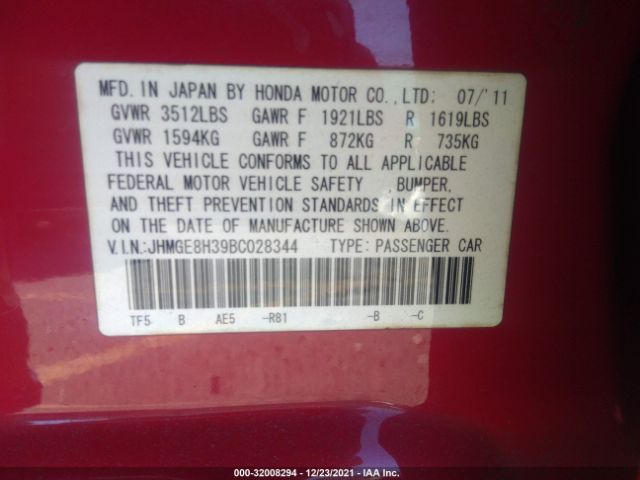 MFD. IN JAPAN BY HONDA MOTOR CO., LTD: 07/'11
GVWR 3512LBS GAWR F 1921LBS R 1619LBS
GVWR 1594KG GAWR F 872KG R 735KG
THIS VEHICLE CONFORMS TO ALL APPLICABLE
FEDERAL MOTOR VEHICLE SAFETY , BUMPER,
AND THEFT PREVENTION STANDARDS IN EFFECT
ON THE DATE OF MANUFACTURE SHOWN ABOVE.
V.I.N.:JHMGE8H39BC028344 TYPE: PASSENGER CAR
TF5 B AE5 -R81 -B -C
000-32008294 - 12/23/2021 - IAA Inc.